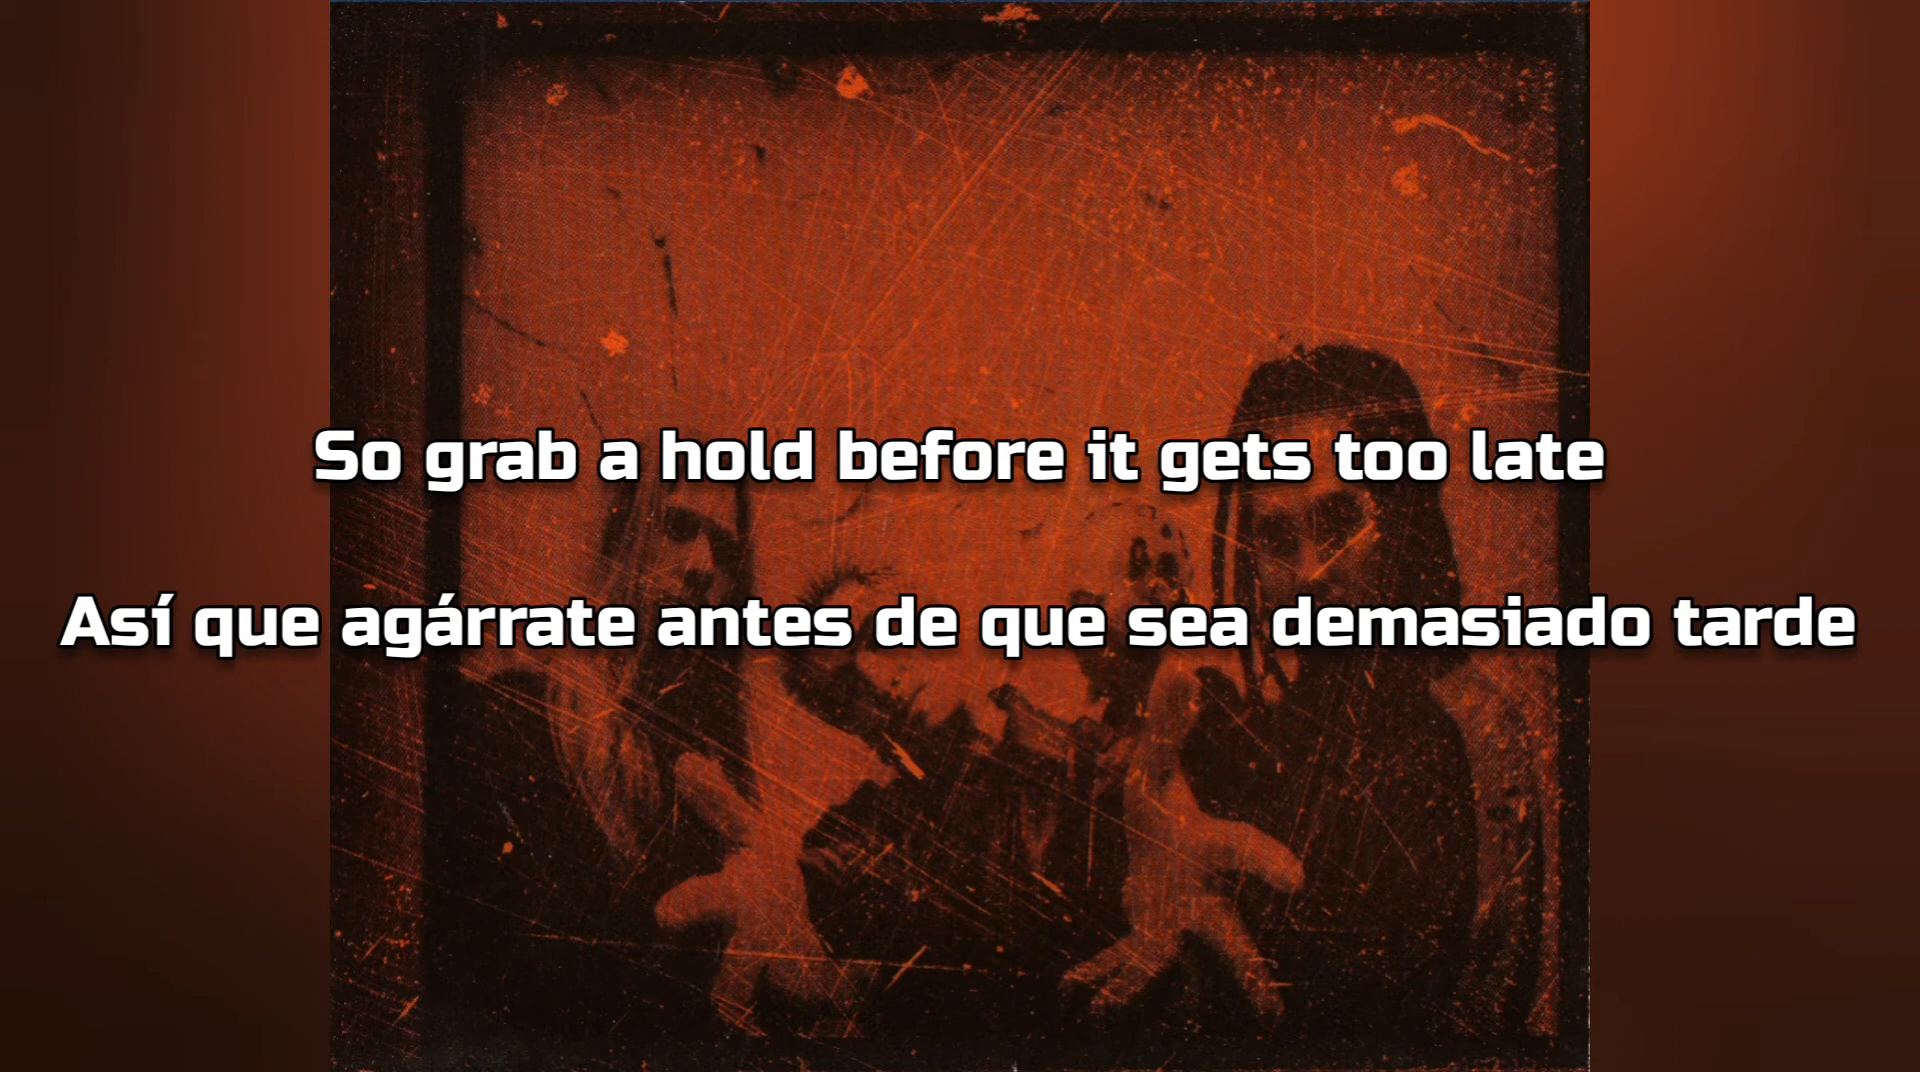 So grab a hold before it gets too late
Así que agárrate antes de que sea demasiado tarde